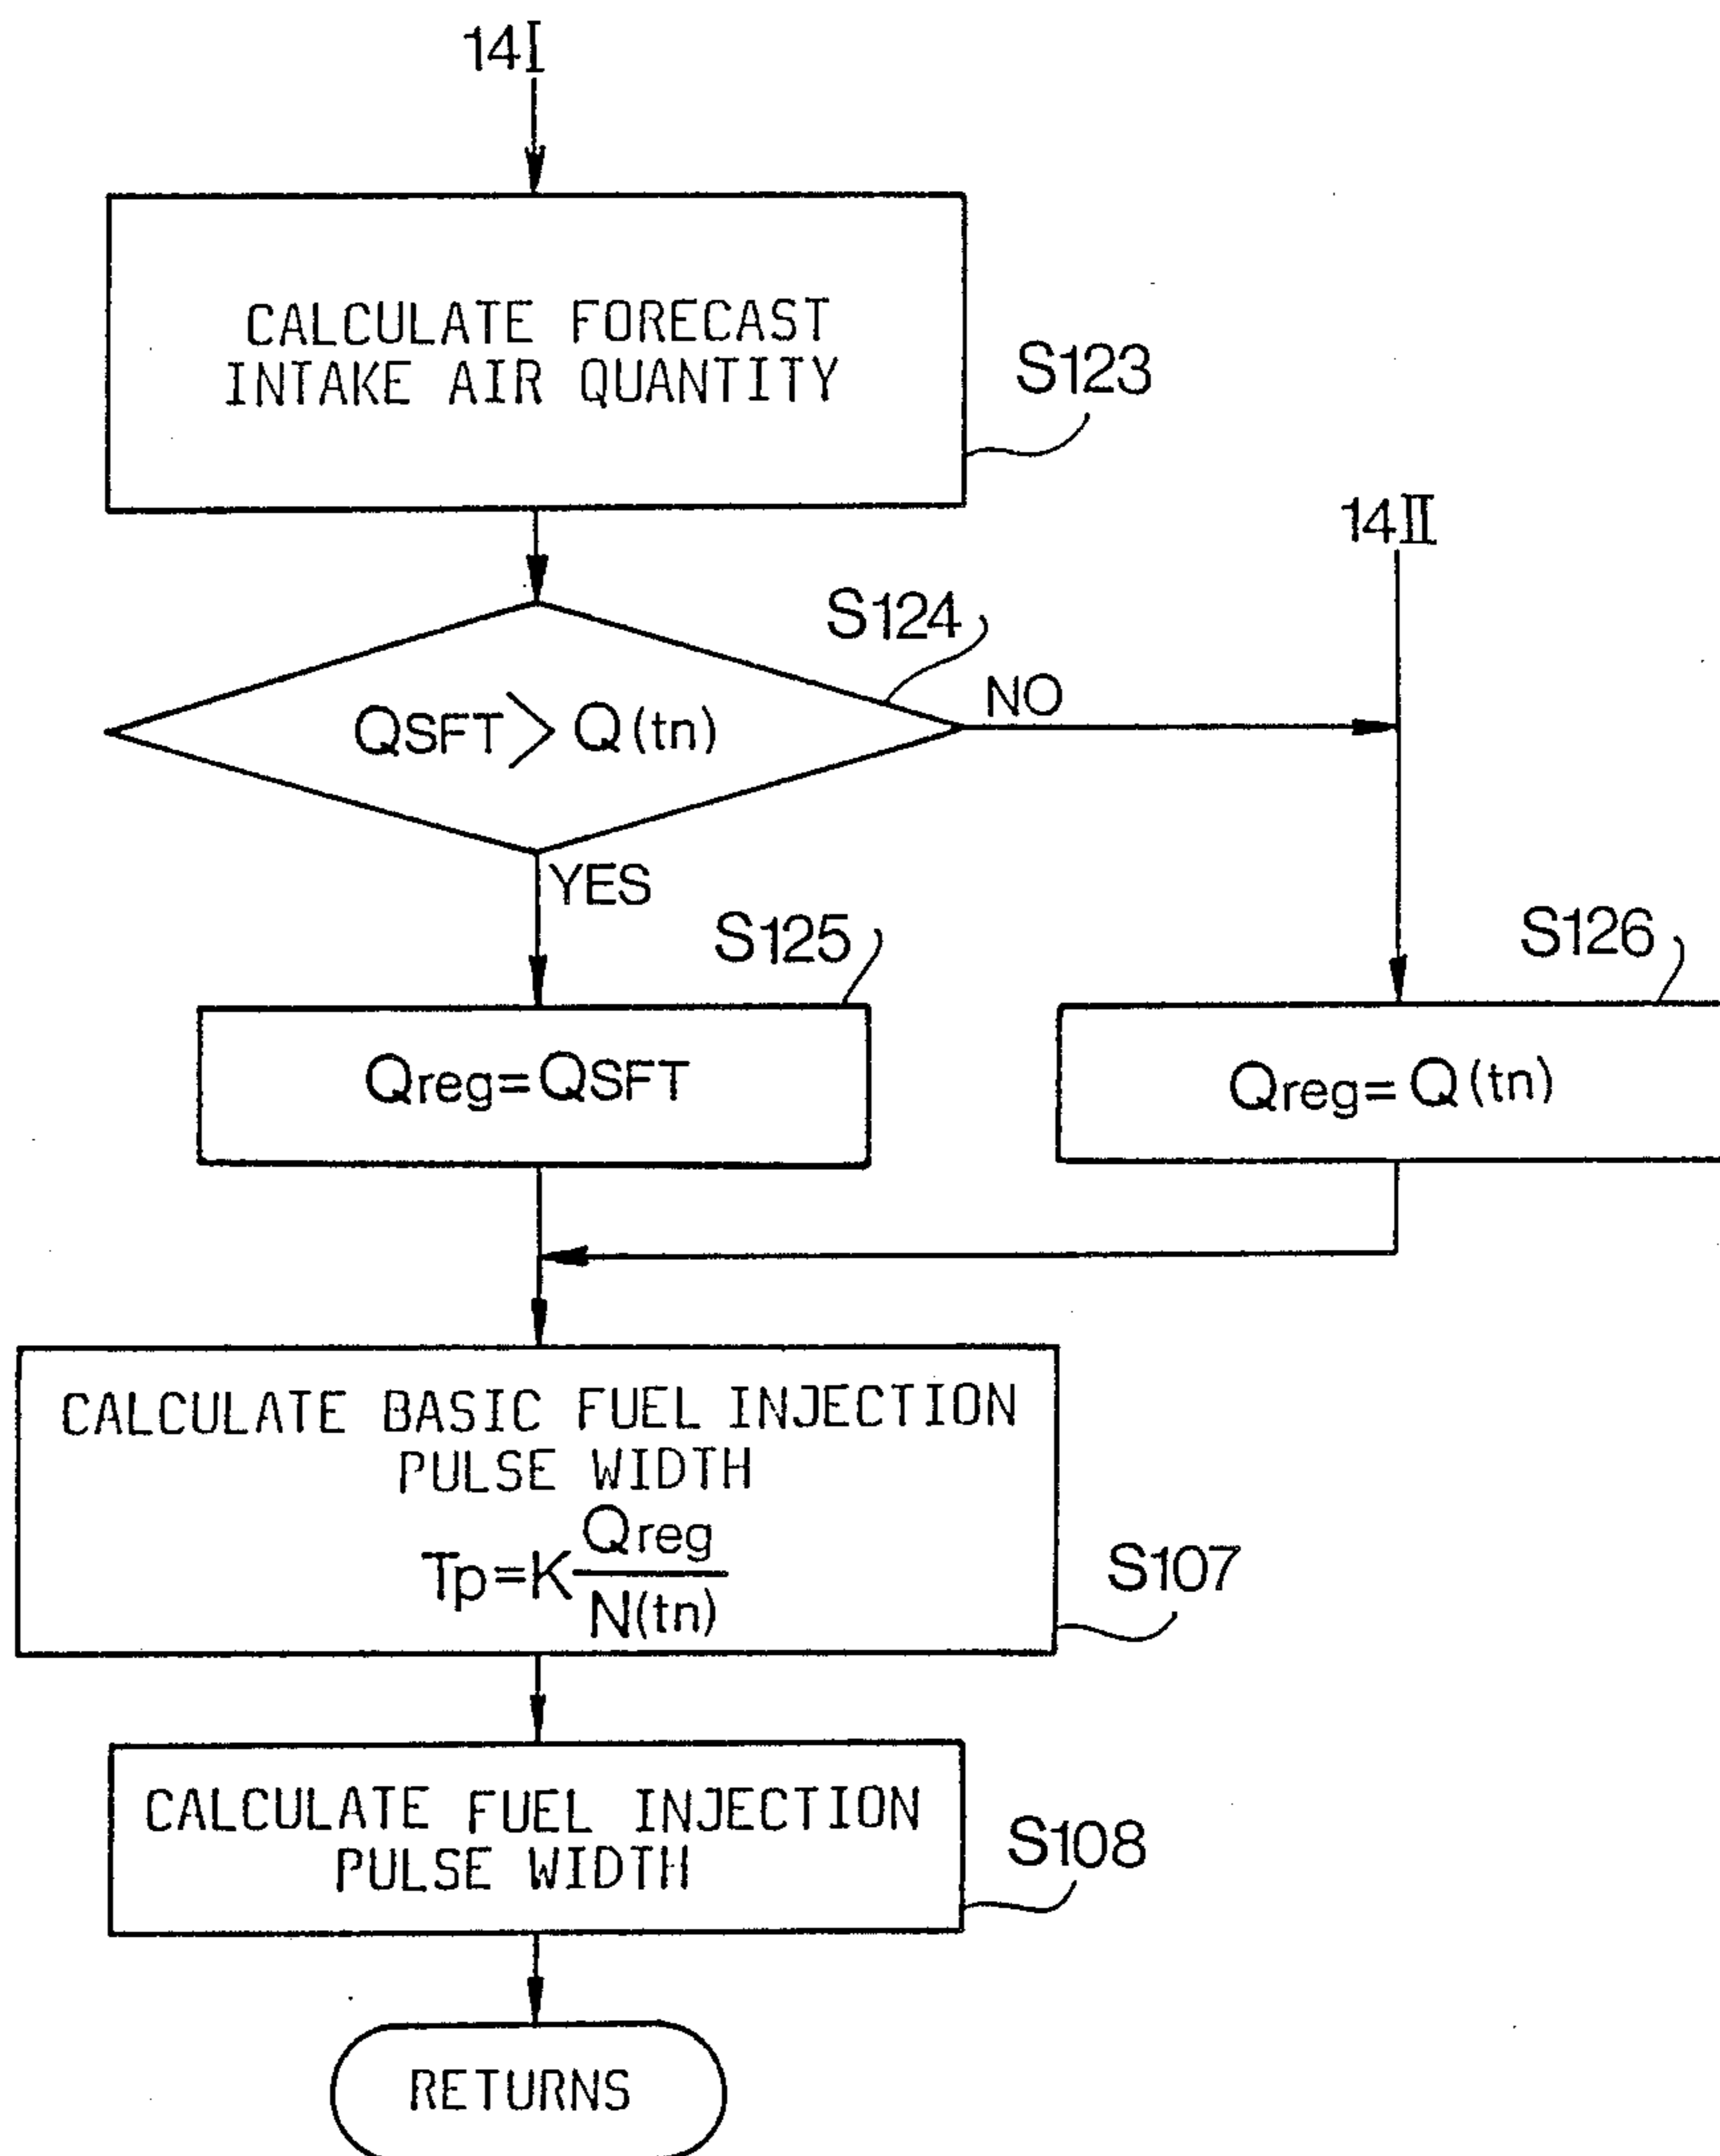 14I
CALCULATE FORECAST
INTAKE AIR QUANTITY
S123
14II
S124
QSFT > Q(tn)
NO
YES
S125
S126
Qreg=QSFT
Qreg=Q(tn)
CALCULATE BASIC FUEL INJECTION
PULSE WIDTH
Tp=K Qreg/N(tn)
S107
CALCULATE FUEL INJECTION
PULSE WIDTH
S108
RETURNS